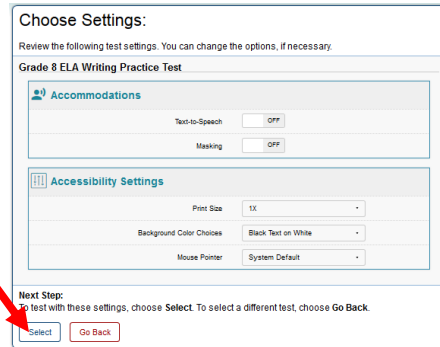 Choose Settings:
Review the following test settings. You can change the options, if necessary.
Grade 8 ELA Writing Practice Test
Accommodations
Text-to-Speech OFF
Masking OFF
Accessibility Settings
Print Size 1X
Background Color Choices Black Text on White
Mouse Pointer System Default
Next Step:
To test with these settings, choose Select. To select a different test, choose Go Back.
Select Go Back